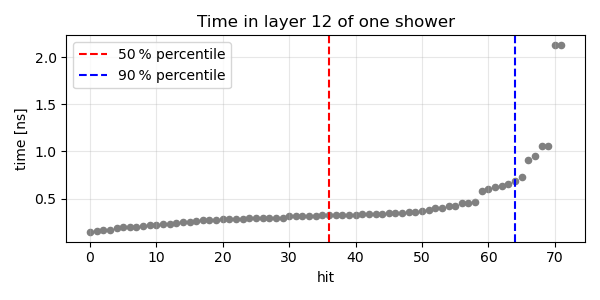 Time in layer 12 of one shower
50 % percentile
90 % percentile
time [ns]
2.0
1.5
1.0
0.5
0 10 20 30 40 50 60 70
hit